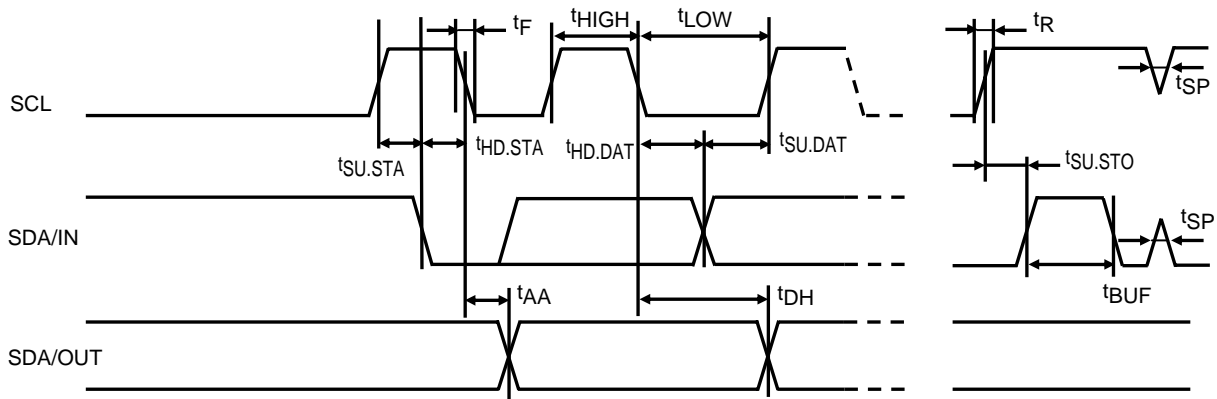 tF
tHIGH
tLOW
tR
SCL
tSP
tSU.STA
tHD.STA
tHD.DAT
tSU.DAT
tSU.STO
SDA/IN
tSP
tBUF
tAA
tDH
SDA/OUT